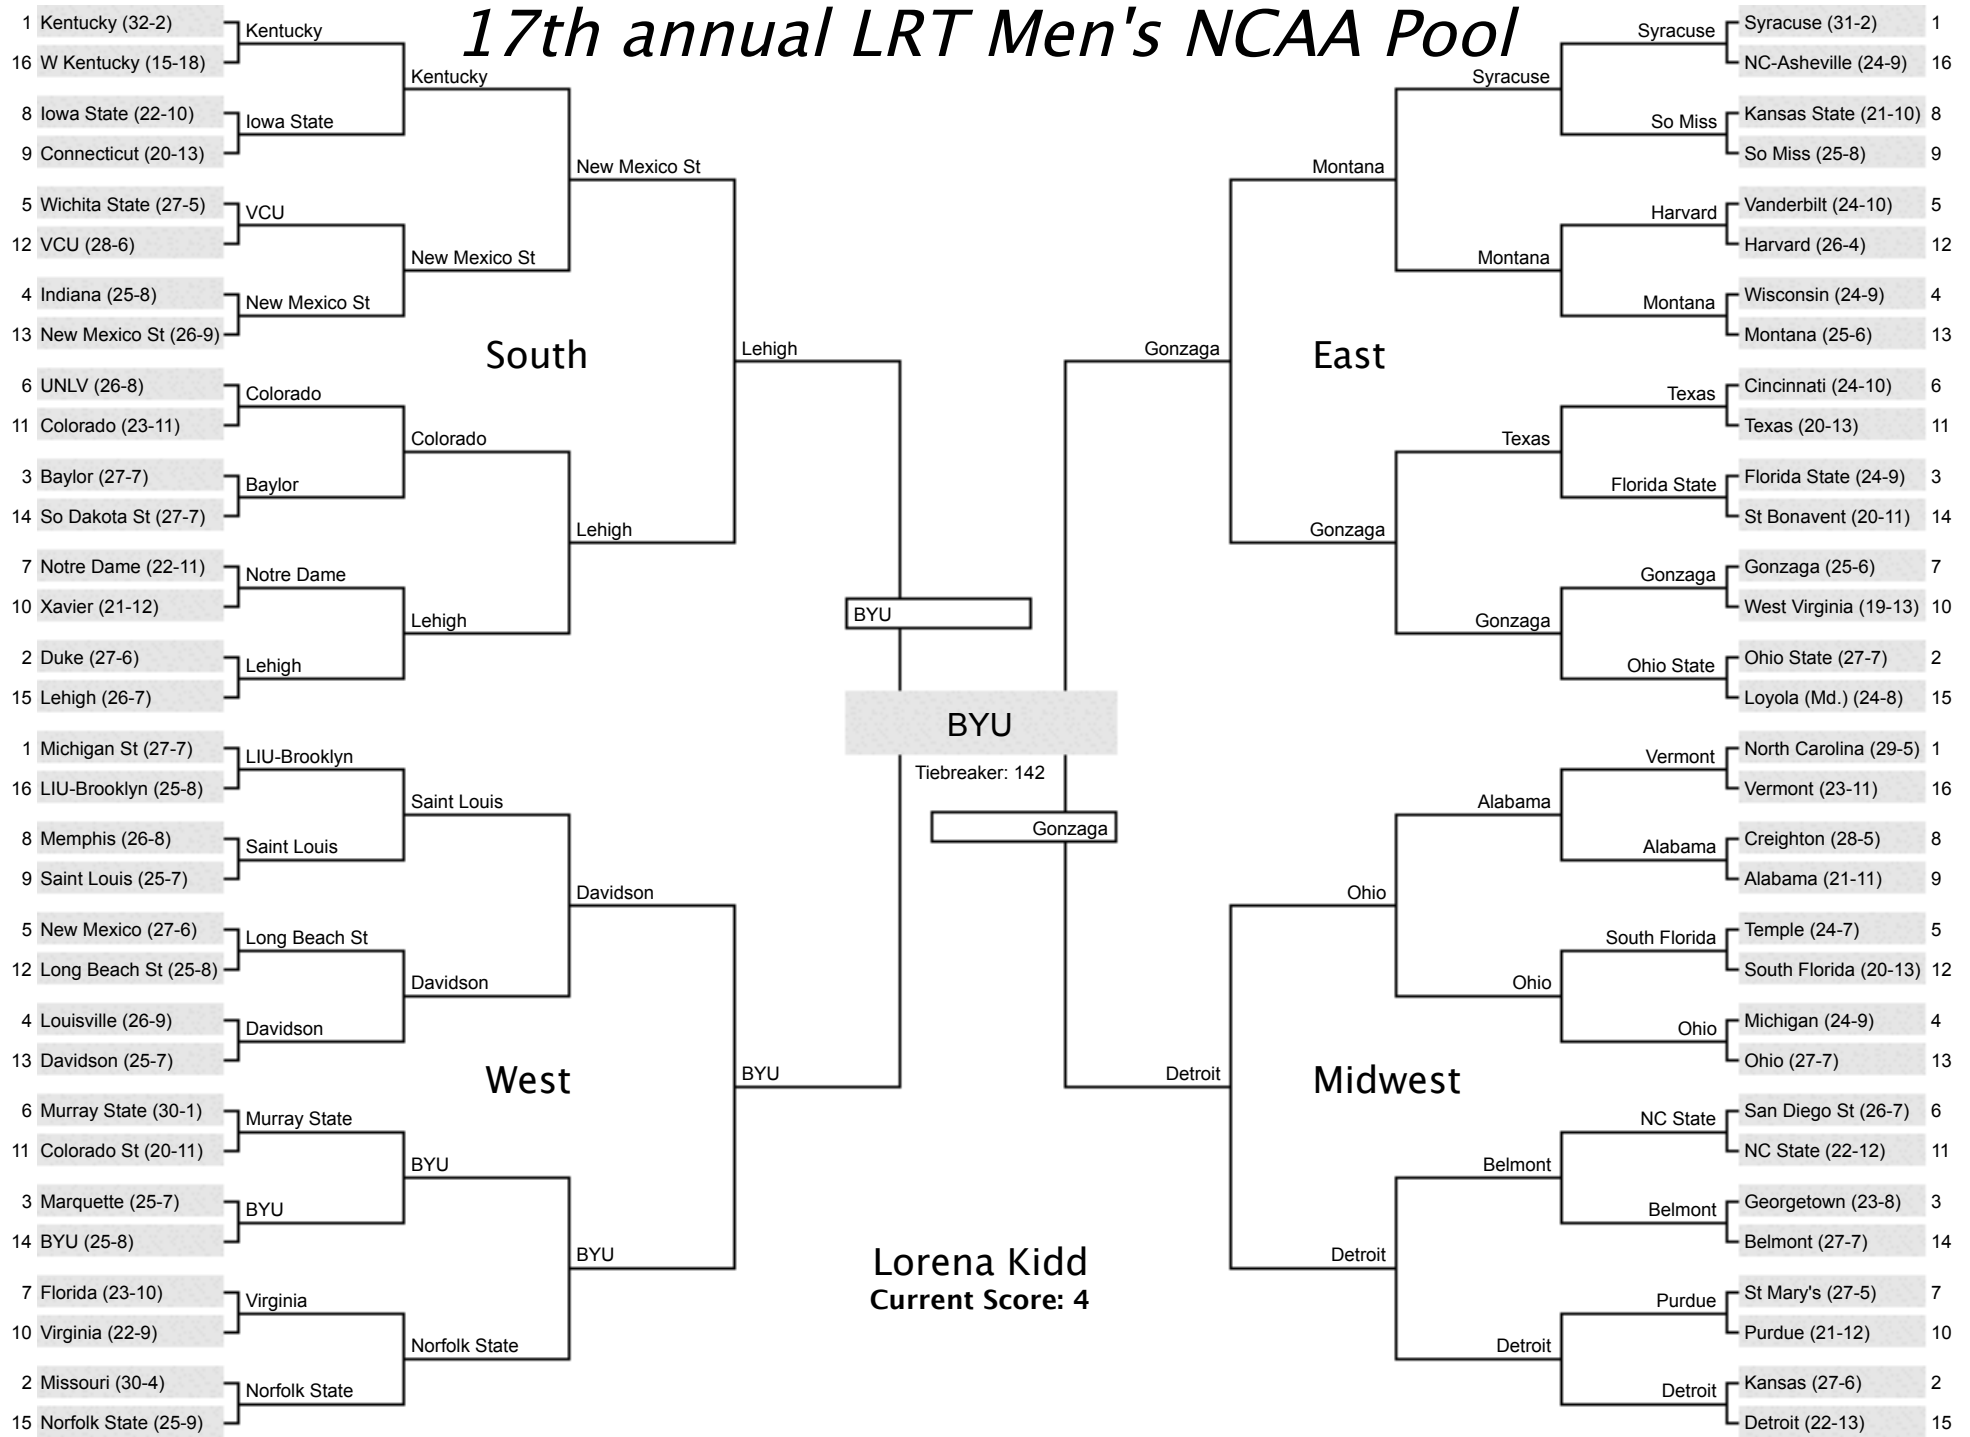 17th annual LRT Men's NCAA Pool
1 Kentucky (32-2)
16 W Kentucky (15-18)
8 Iowa State (22-10)
9 Connecticut (20-13)
5 Wichita State (27-5)
12 VCU (28-6)
4 Indiana (25-8)
13 New Mexico St (26-9)
6 UNLV (26-8)
11 Colorado (23-11)
3 Baylor (27-7)
14 So Dakota St (27-7)
7 Notre Dame (22-11)
10 Xavier (21-12)
2 Duke (27-6)
15 Lehigh (26-7)
Kentucky
Iowa State
VCU
New Mexico St
Colorado
Baylor
Notre Dame
Lehigh
Kentucky
New Mexico St
Colorado
Lehigh
New Mexico St
Lehigh
South
Lehigh
1 Michigan St (27-7)
16 LIU-Brooklyn (25-8)
8 Memphis (26-8)
9 Saint Louis (25-7)
5 New Mexico (27-6)
12 Long Beach St (25-8)
4 Louisville (26-9)
13 Davidson (25-7)
6 Murray State (30-1)
11 Colorado St (20-11)
3 Marquette (25-7)
14 BYU (25-8)
7 Florida (23-10)
10 Virginia (22-9)
2 Missouri (30-4)
15 Norfolk State (25-9)
LIU-Brooklyn
Saint Louis
Long Beach St
Davidson
Murray State
BYU
Virginia
Norfolk State
Saint Louis
Davidson
BYU
Norfolk State
Davidson
BYU
West
BYU
BYU
BYU
Tiebreaker: 142
Gonzaga
Lorena Kidd
Current Score: 4
Syracuse (31-2) 1
NC-Asheville (24-9) 16
Kansas State (21-10) 8
So Miss (25-8) 9
Vanderbilt (24-10) 5
Harvard (26-4) 12
Wisconsin (24-9) 4
Montana (25-6) 13
Cincinnati (24-10) 6
Texas (20-13) 11
Florida State (24-9) 3
St Bonavent (20-11) 14
Gonzaga (25-6) 7
West Virginia (19-13) 10
Ohio State (27-7) 2
Loyola (Md.) (24-8) 15
Syracuse
So Miss
Harvard
Montana
Texas
Florida State
Gonzaga
Ohio State
Syracuse
Montana
Texas
Gonzaga
Montana
Gonzaga
East
Gonzaga
North Carolina (29-5) 1
Vermont (23-11) 16
Creighton (28-5) 8
Alabama (21-11) 9
Temple (24-7) 5
South Florida (20-13) 12
Michigan (24-9) 4
Ohio (27-7) 13
San Diego St (26-7) 6
NC State (22-12) 11
Georgetown (23-8) 3
Belmont (27-7) 14
St Mary's (27-5) 7
Purdue (21-12) 10
Kansas (27-6) 2
Detroit (22-13) 15
Vermont
Alabama
South Florida
Ohio
NC State
Belmont
Purdue
Detroit
Alabama
Ohio
Belmont
Detroit
Ohio
Detroit
Midwest
Detroit